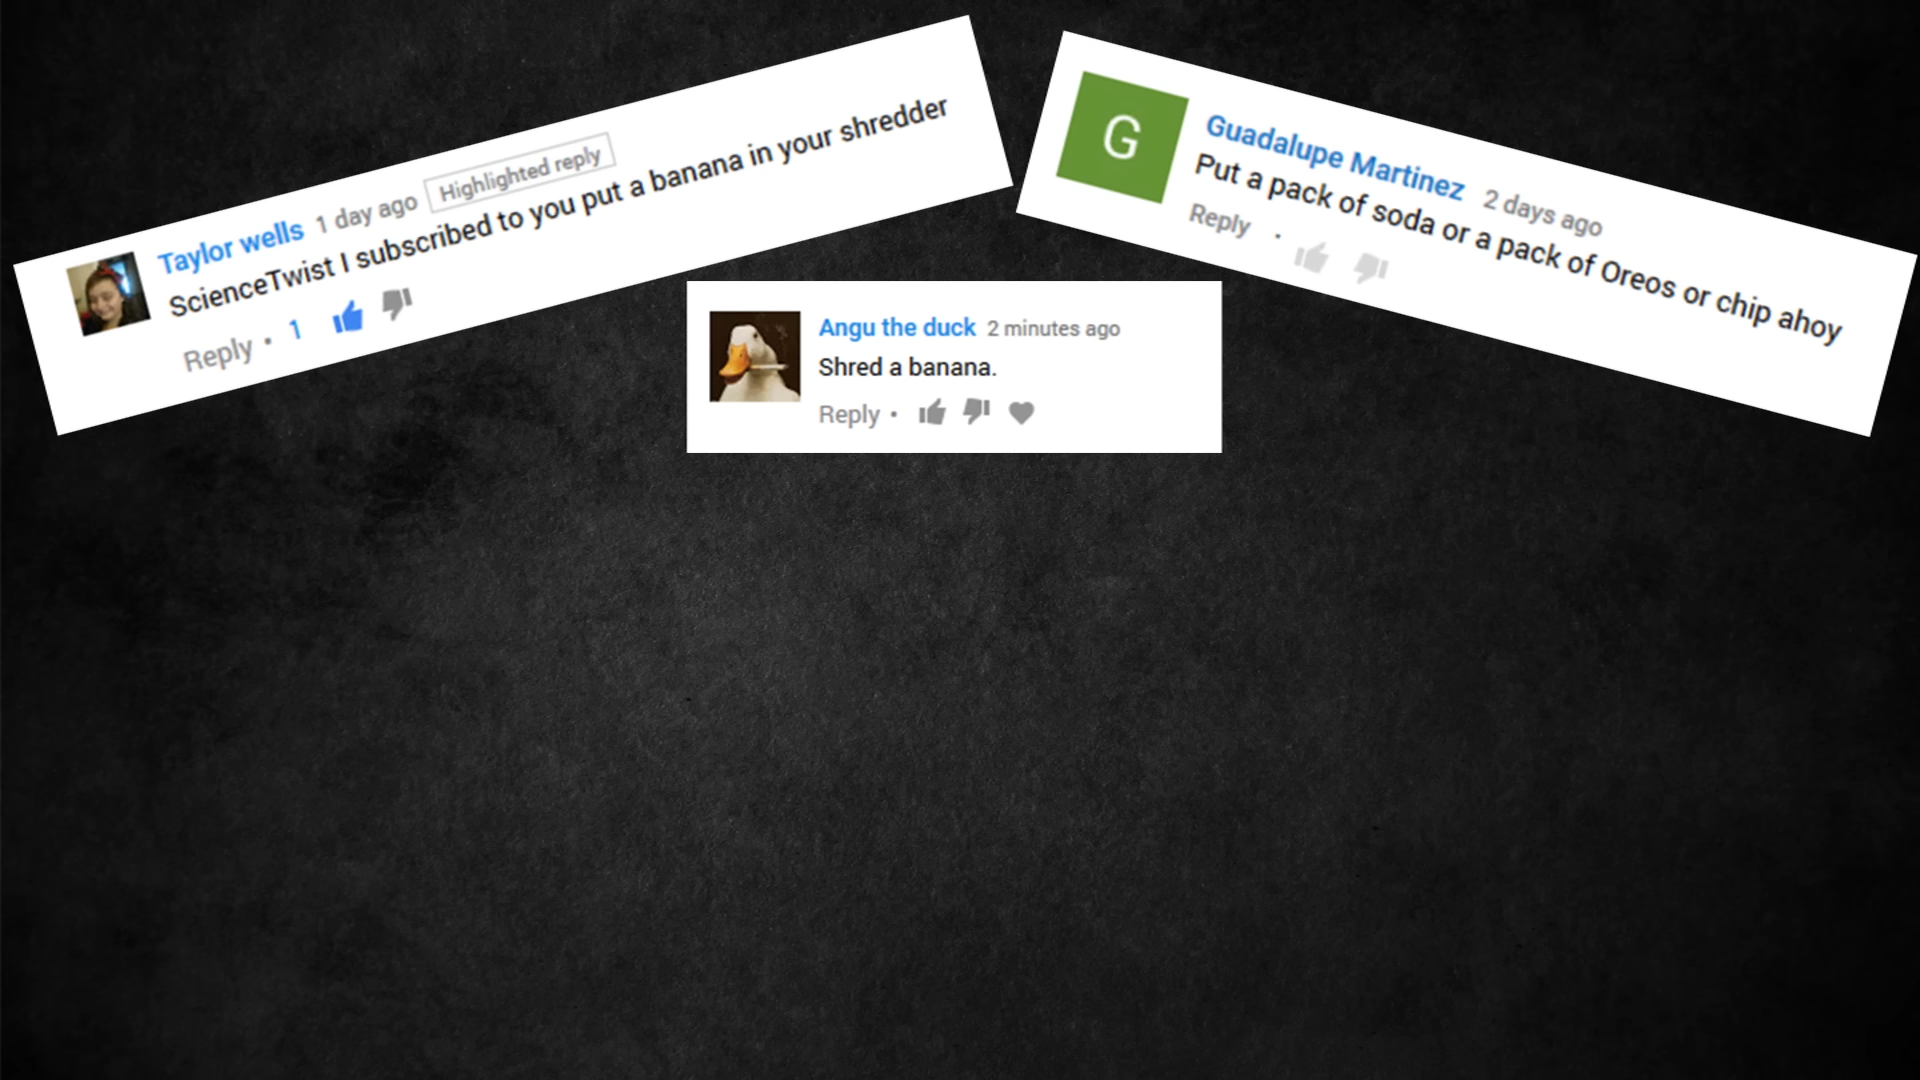 Taylor wells 1 day ago Highlighted reply
ScienceTwist I subscribed to you put a banana in your shredder
Reply • 1
G
Guadalupe Martinez 2 days ago
Put a pack of soda or a pack of Oreos or chip ahoy
Reply •
Angu the duck 2 minutes ago
Shred a banana.
Reply •